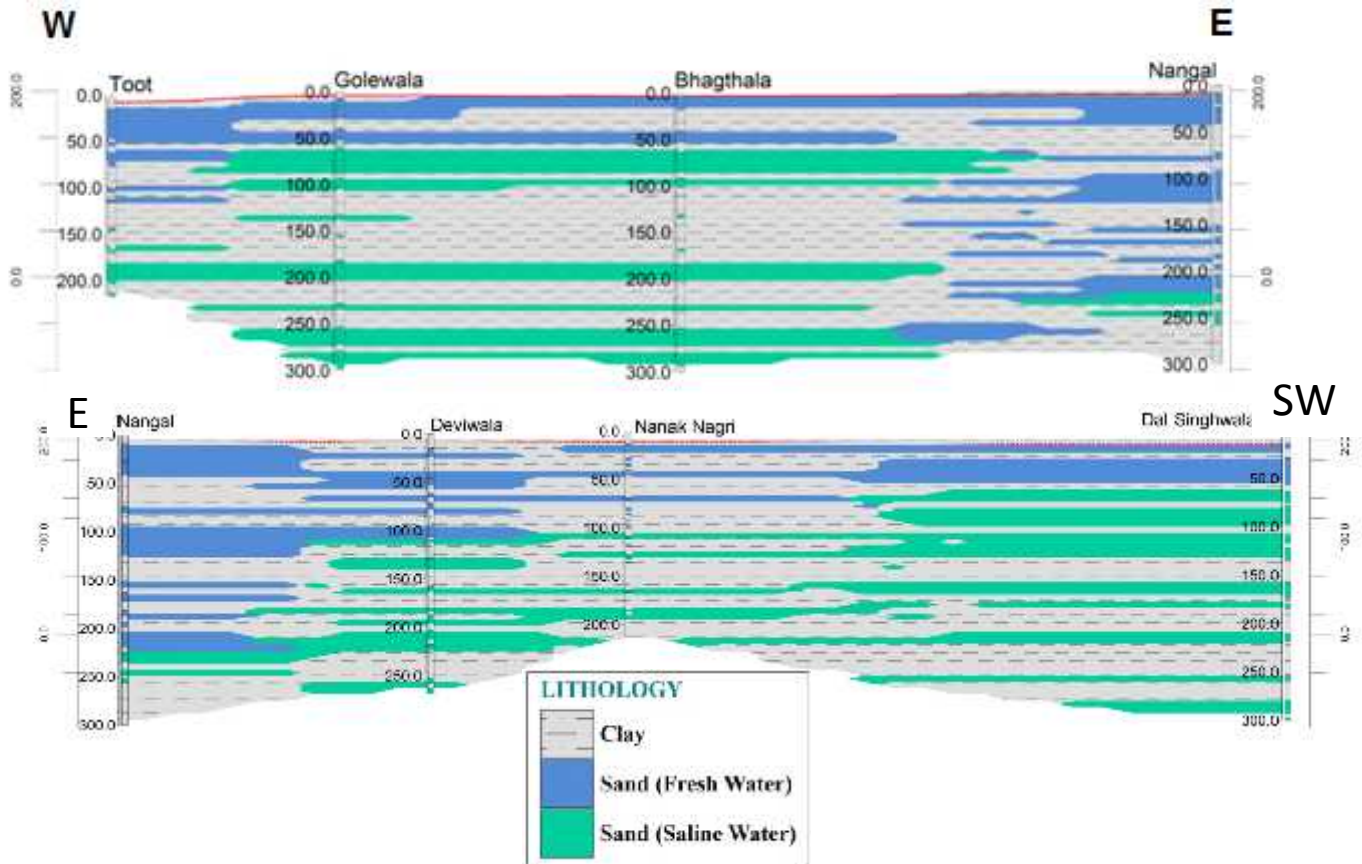 W E
Toot Golewala Bhagthala Nangal
200.0 0.0 0.0 0.0 0.0 200.0
50.0 50.0 50.0 50.0
100.0 100.0 100.0 100.0
150.0 150.0 150.0 150.0
0.0 200.0 200.0 200.0 200.0 0.0
250.0 250.0 250.0
300.0 300.0 300.0
E SW
Nangal Deviwala Nanak Nagri Dal Singhwala
0.0 0.0
50.0 50.0 50.0 50.0
100.0 100.0 100.0 100.0
150.0 150.0 150.0 150.0
0.0 200.0 200.0 200.0 200.0 0.0
250.0 250.0 250.0
300.0 300.0
LITHOLOGY
Clay
Sand (Fresh Water)
Sand (Saline Water)